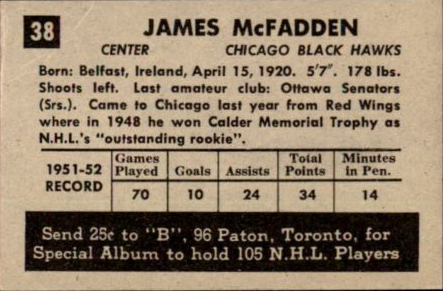 38 JAMES McFADDEN
CENTER CHICAGO BLACK HAWKS
Born: Belfast, Ireland, April 15, 1920. 5'7". 178 lbs.
Shoots left. Last amateur club: Ottawa Senators
(Srs.). Came to Chicago last year from Red Wings
where in 1948 he won Calder Memorial Trophy as
N.H.L.'s "outstanding rookie".
1951-52 RECORD
Games Played Goals Assists Total Points Minutes in Pen.
70 10 24 34 14
Send 25¢ to "B", 96 Paton, Toronto, for
Special Album to hold 105 N.H.L. Players